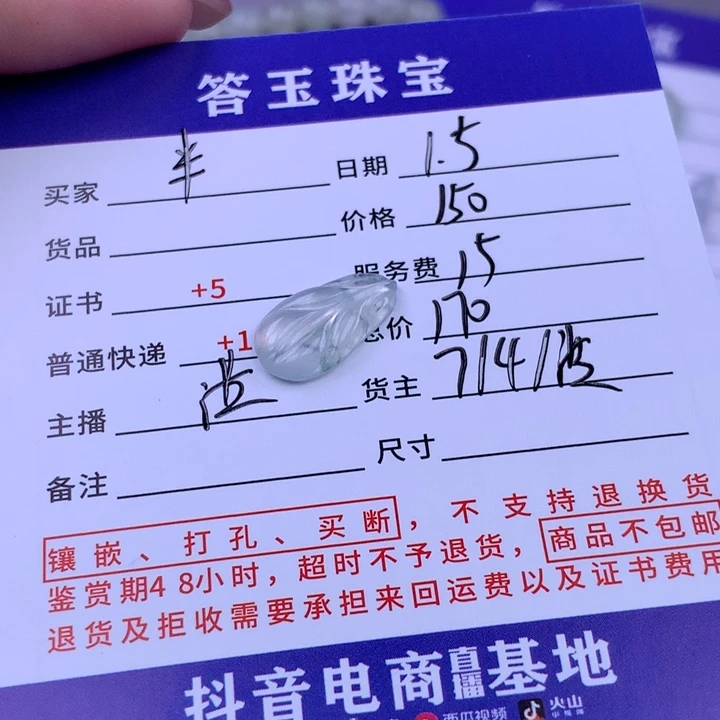 答玉珠宝
买家 半 日期 1.5
货品 价格 150
证书 +5 服务费 15
普通快递 +1 总价 170
主播 货主 714/
备注 尺寸
镶嵌、打孔、买断，不支持退换货
鉴赏期48小时，超时不予退货，商品不包邮
退货及拒收需要承担来回运费以及证书费用
抖音电商直播基地
西瓜视频 火山